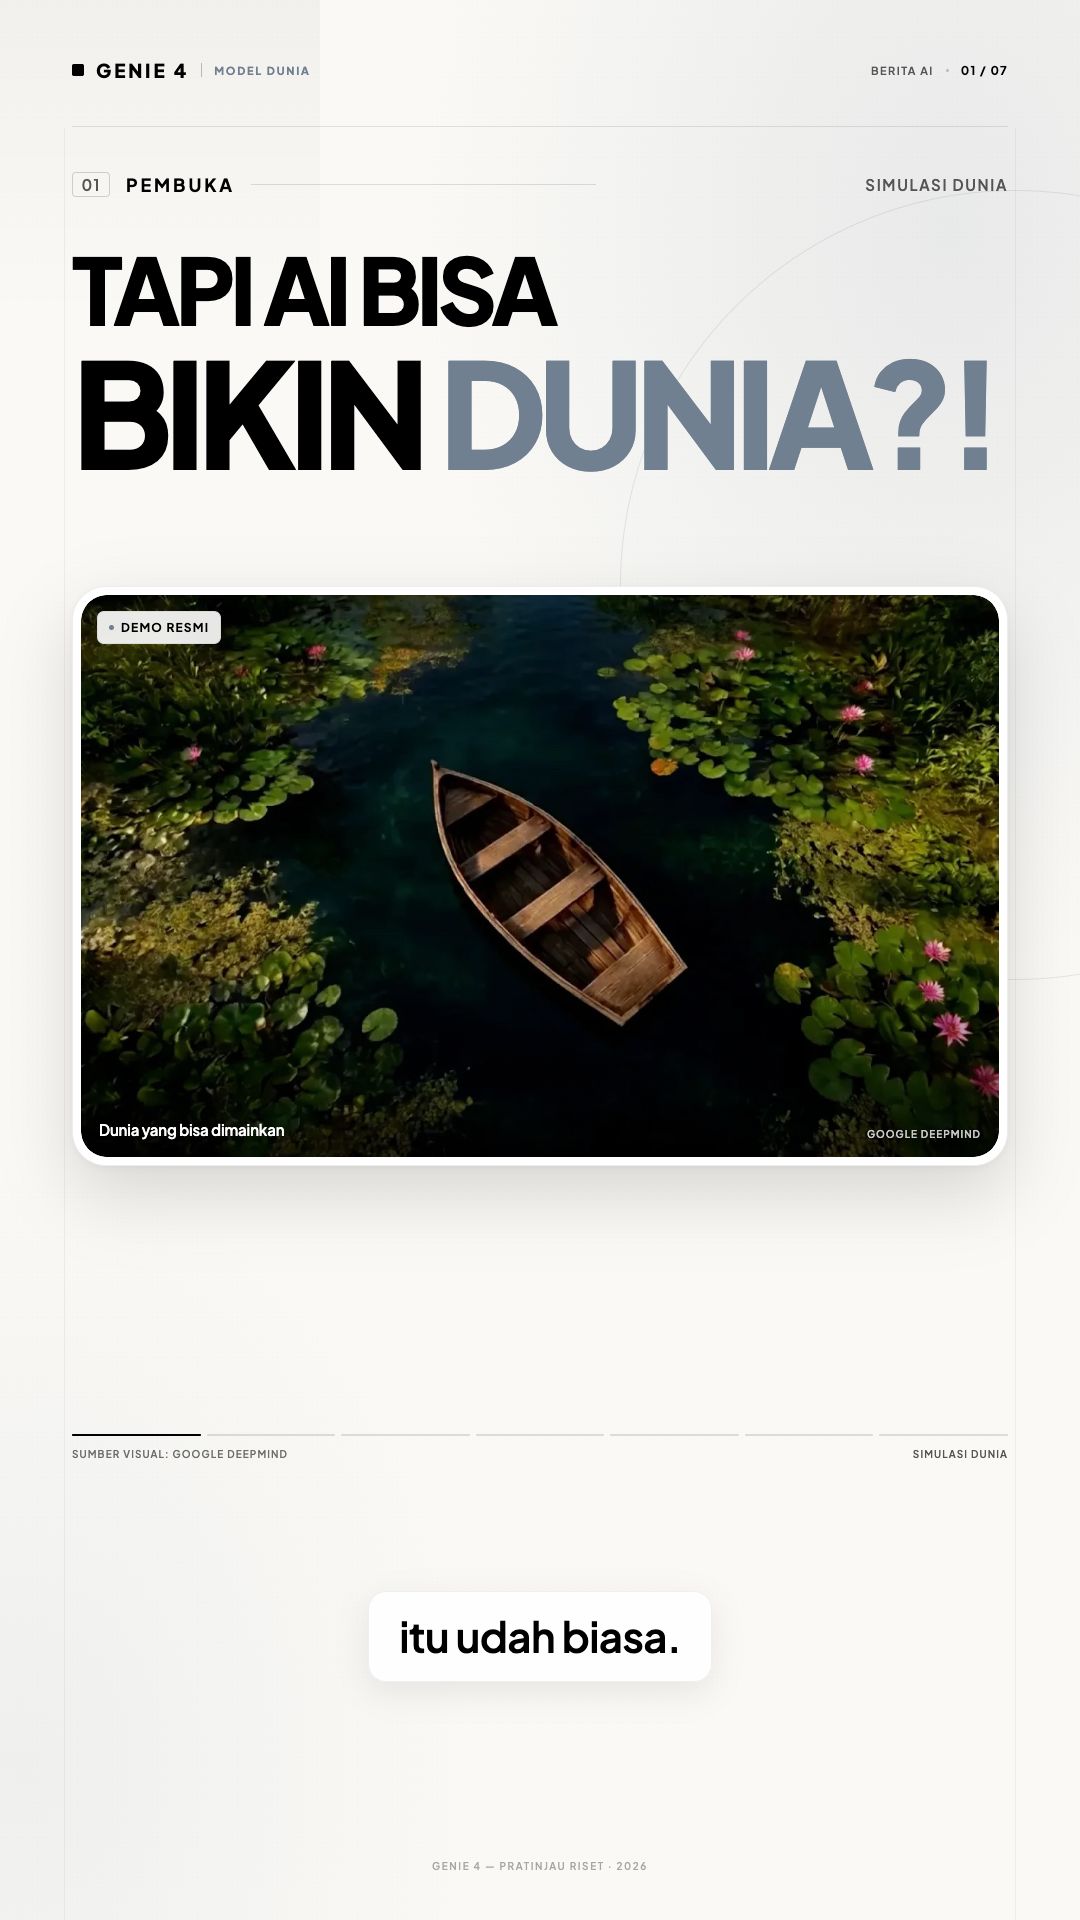 GENIE 4 | MODEL DUNIA
BERITA AI · 01 / 07
01 PEMBUKA
SIMULASI DUNIA
TAPI AI BISA
BIKIN DUNIA?!
• DEMO RESMI
Dunia yang bisa dimainkan
GOOGLE DEEPMIND
SUMBER VISUAL: GOOGLE DEEPMIND
SIMULASI DUNIA
itu udah biasa.
GENIE 4 — PRATINJAU RISET · 2026